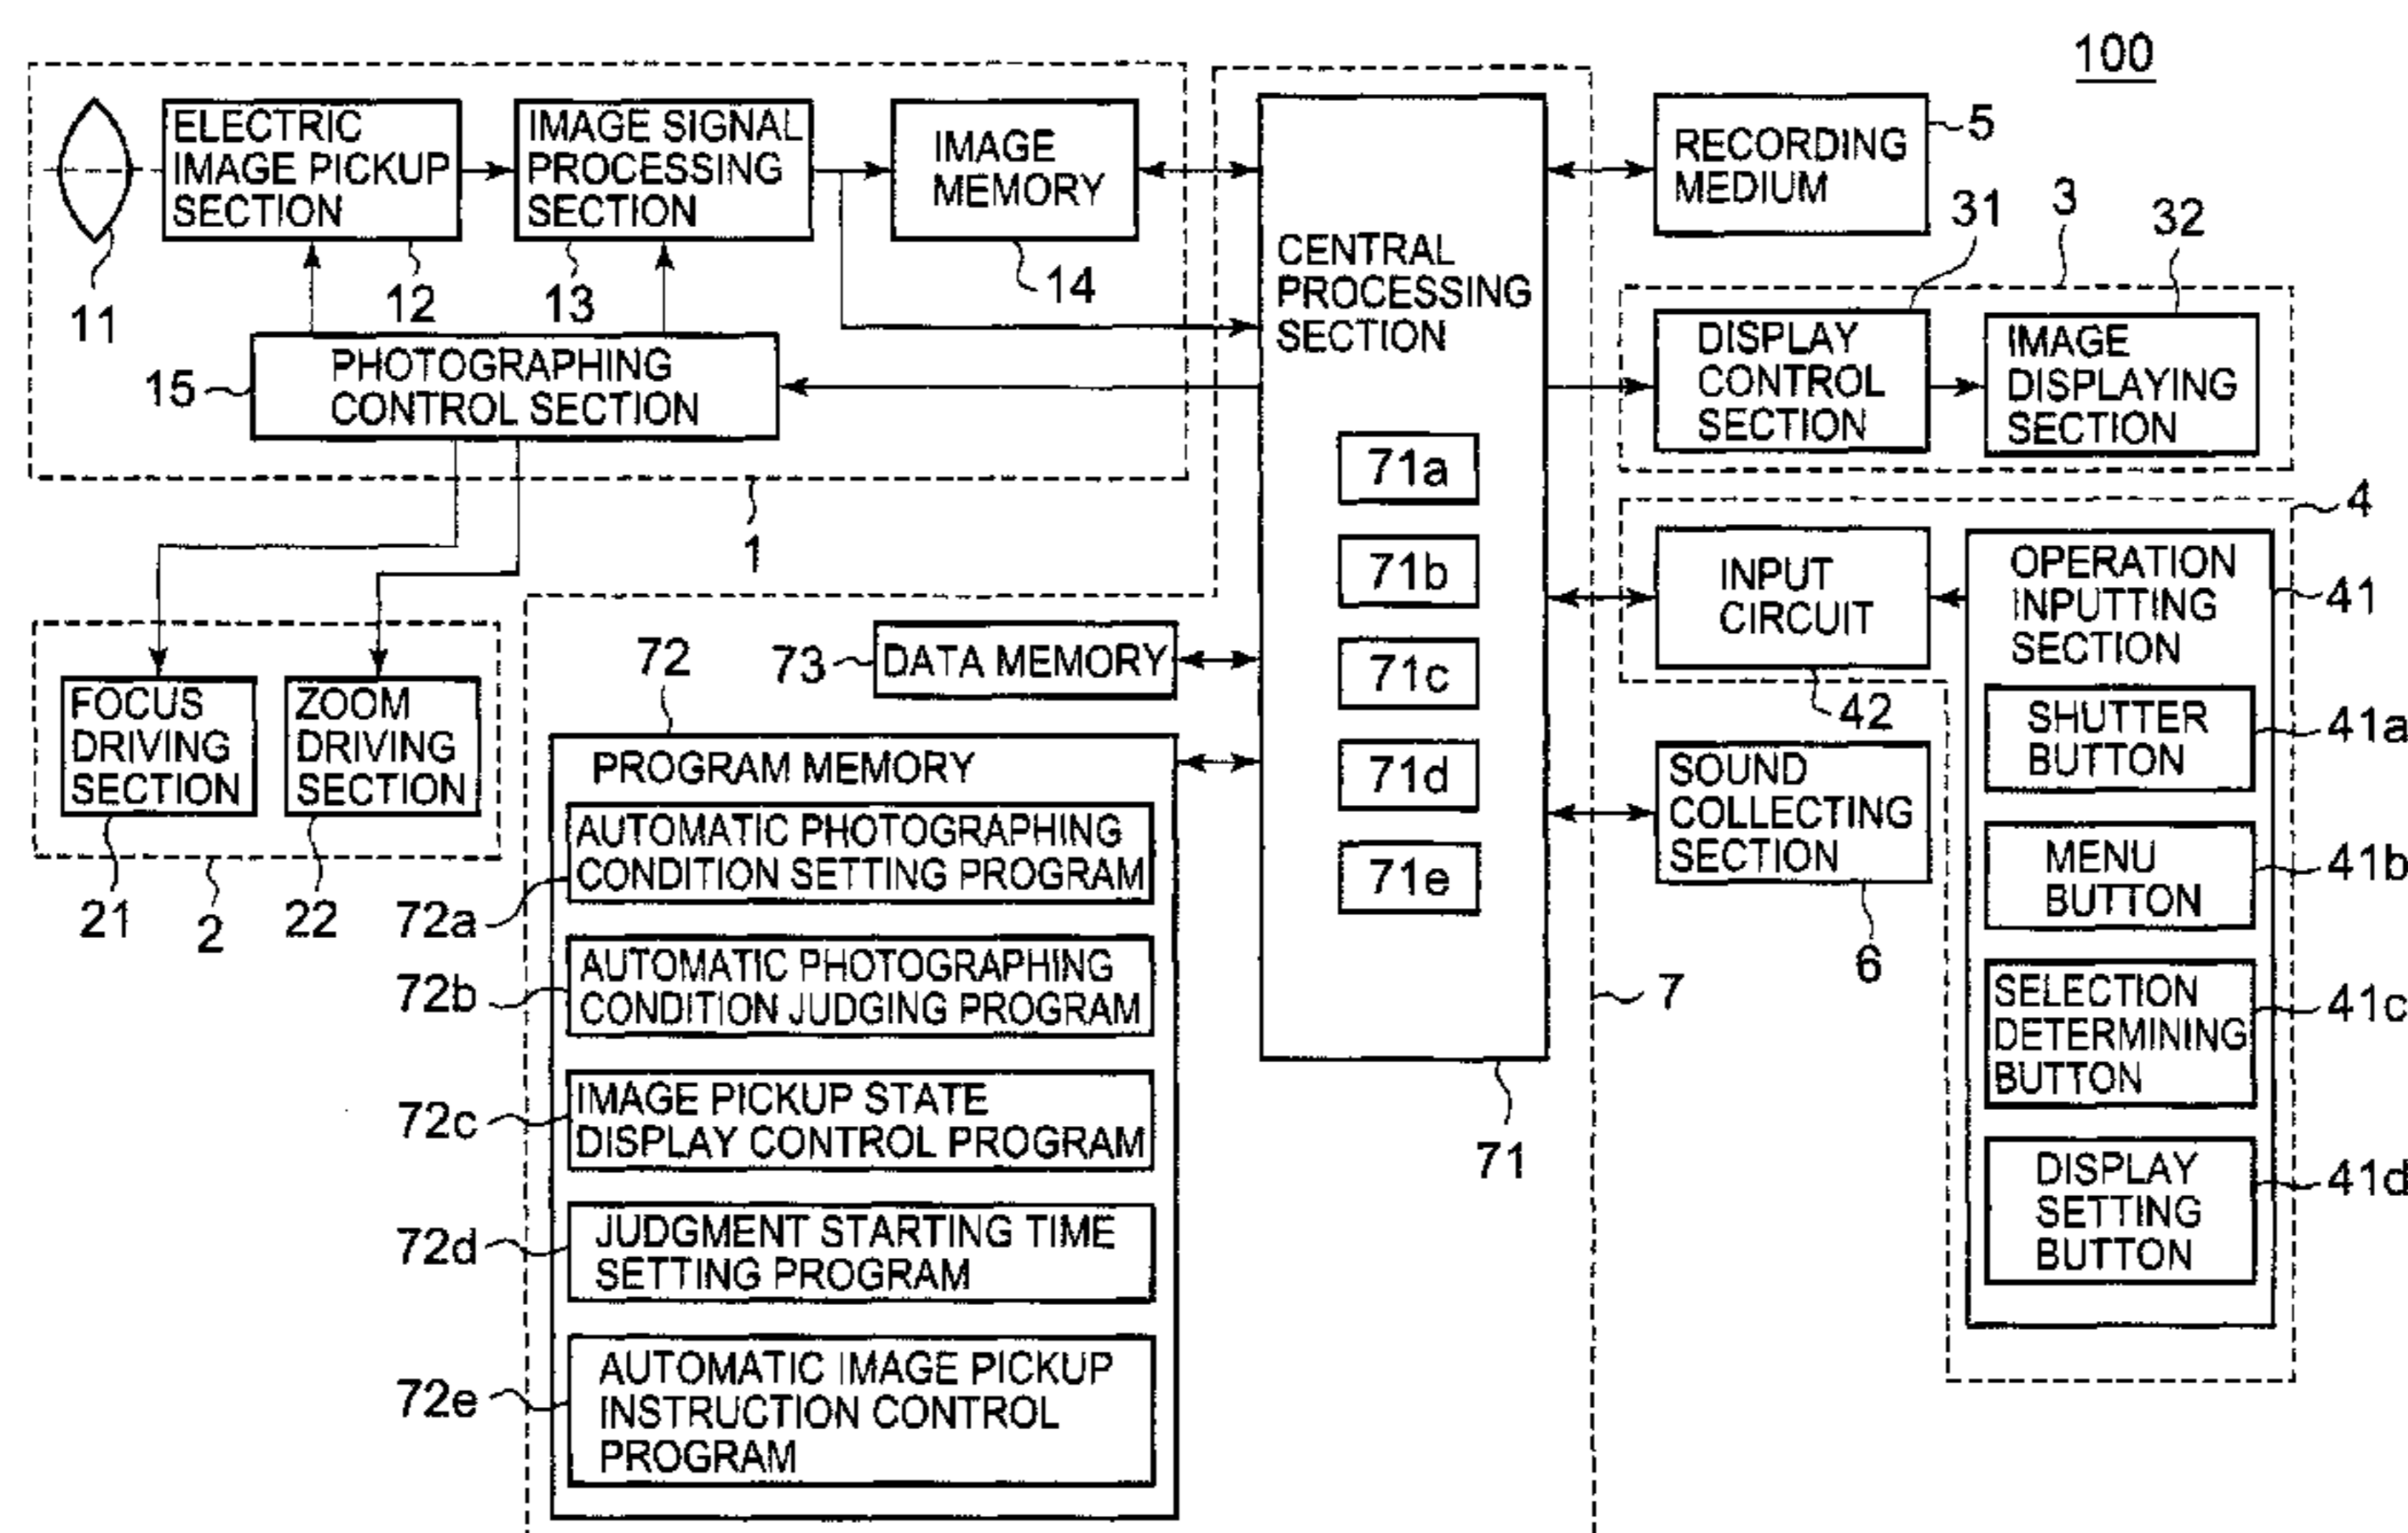 100
ELECTRIC
IMAGE PICKUP
SECTION
IMAGE SIGNAL
PROCESSING
SECTION
IMAGE
MEMORY
11
12
13
14
PHOTOGRAPHING
CONTROL SECTION
15
1
FOCUS
DRIVING
SECTION
ZOOM
DRIVING
SECTION
21
2
22
CENTRAL
PROCESSING
SECTION
71a
71b
71c
71d
71e
71
7
73
DATA MEMORY
72
PROGRAM MEMORY
AUTOMATIC PHOTOGRAPHING
CONDITION SETTING PROGRAM
72a
AUTOMATIC PHOTOGRAPHING
CONDITION JUDGING PROGRAM
72b
IMAGE PICKUP STATE
DISPLAY CONTROL PROGRAM
72c
JUDGMENT STARTING TIME
SETTING PROGRAM
72d
AUTOMATIC IMAGE PICKUP
INSTRUCTION CONTROL
PROGRAM
72e
RECORDING
MEDIUM
5
31
3
32
DISPLAY
CONTROL
SECTION
IMAGE
DISPLAYING
SECTION
4
INPUT
CIRCUIT
42
OPERATION
INPUTTING
SECTION
41
SHUTTER
BUTTON
41a
MENU
BUTTON
41b
SELECTION
DETERMINING
BUTTON
41c
DISPLAY
SETTING
BUTTON
41d
SOUND
COLLECTING
SECTION
6